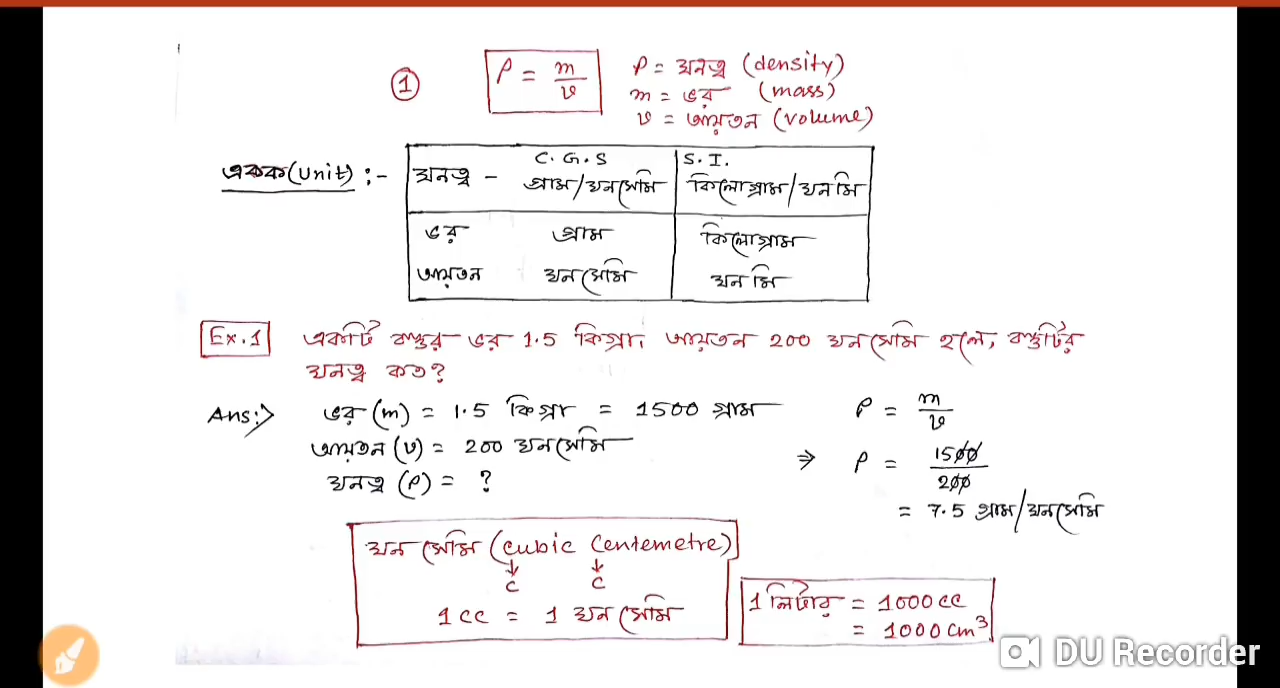 1
ρ = m/v
ρ = ঘনত্ব (density)
m = ভর (mass)
v = আয়তন (volume)
একক (Unit) :-
C.G.S S.I.
ঘনত্ব - গ্রাম/ঘনসেমি কিলোগ্রাম/ঘনমি
ভর গ্রাম কিলোগ্রাম
আয়তন ঘনসেমি ঘনমি
Ex.1 একটি বস্তুর ভর 1.5 কিগ্রা, আয়তন 200 ঘনসেমি হলে, বস্তুটির
ঘনত্ব কত?
Ans:> ভর (m) = 1.5 কিগ্রা = 1500 গ্রাম
আয়তন (v) = 200 ঘনসেমি
ঘনত্ব (ρ) = ?
ρ = m/v
⇒ ρ = 1500/200
= 7.5 গ্রাম/ঘনসেমি
ঘন সেমি (cubic centemetre)
↓ ↓
c c
1 cc = 1 ঘন সেমি
1 লিটার = 1000 cc
= 1000 cm³
DU Recorder